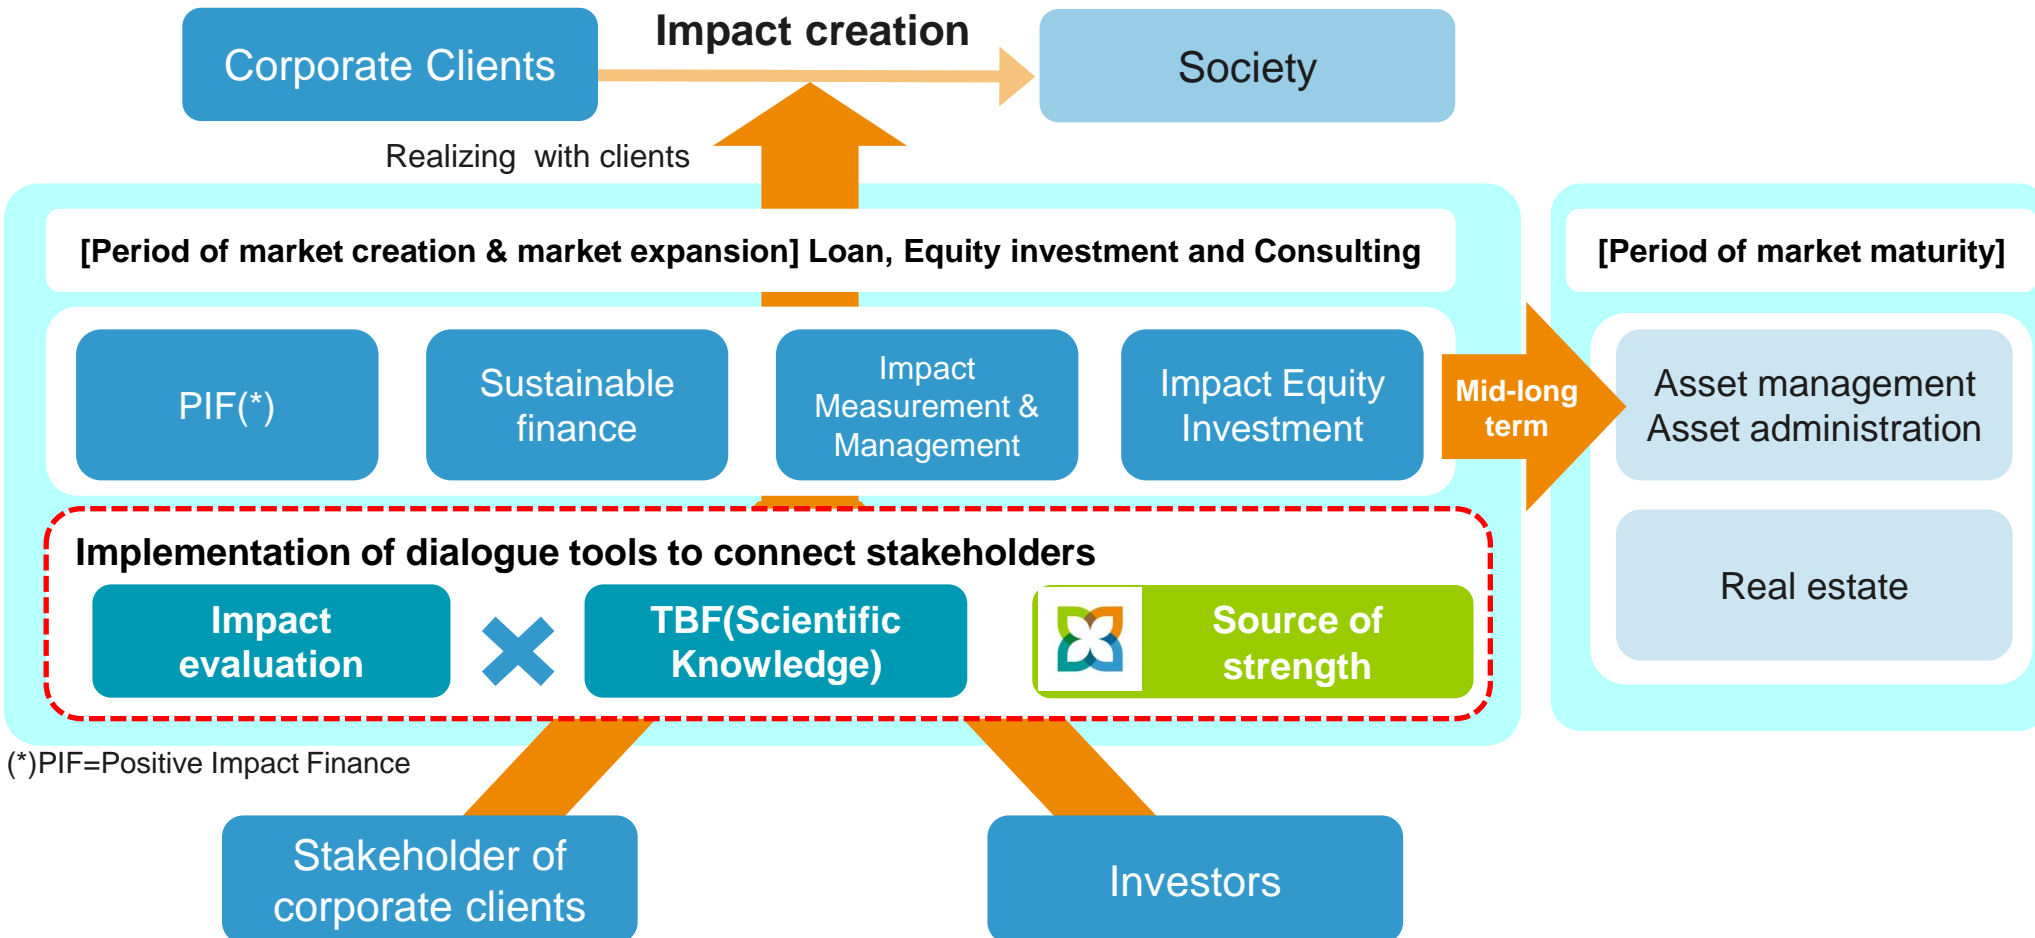 Impact creation
Corporate Clients
Society
Realizing with clients
[Period of market creation & market expansion] Loan, Equity investment and Consulting
[Period of market maturity]
PIF(*)
Sustainable
finance
Impact
Measurement &
Management
Impact Equity
Investment
Mid-long
term
Asset management
Asset administration
Real estate
Implementation of dialogue tools to connect stakeholders
Impact
evaluation
TBF(Scientific
Knowledge)
Source of
strength
(*)PIF=Positive Impact Finance
Stakeholder of
corporate clients
Investors